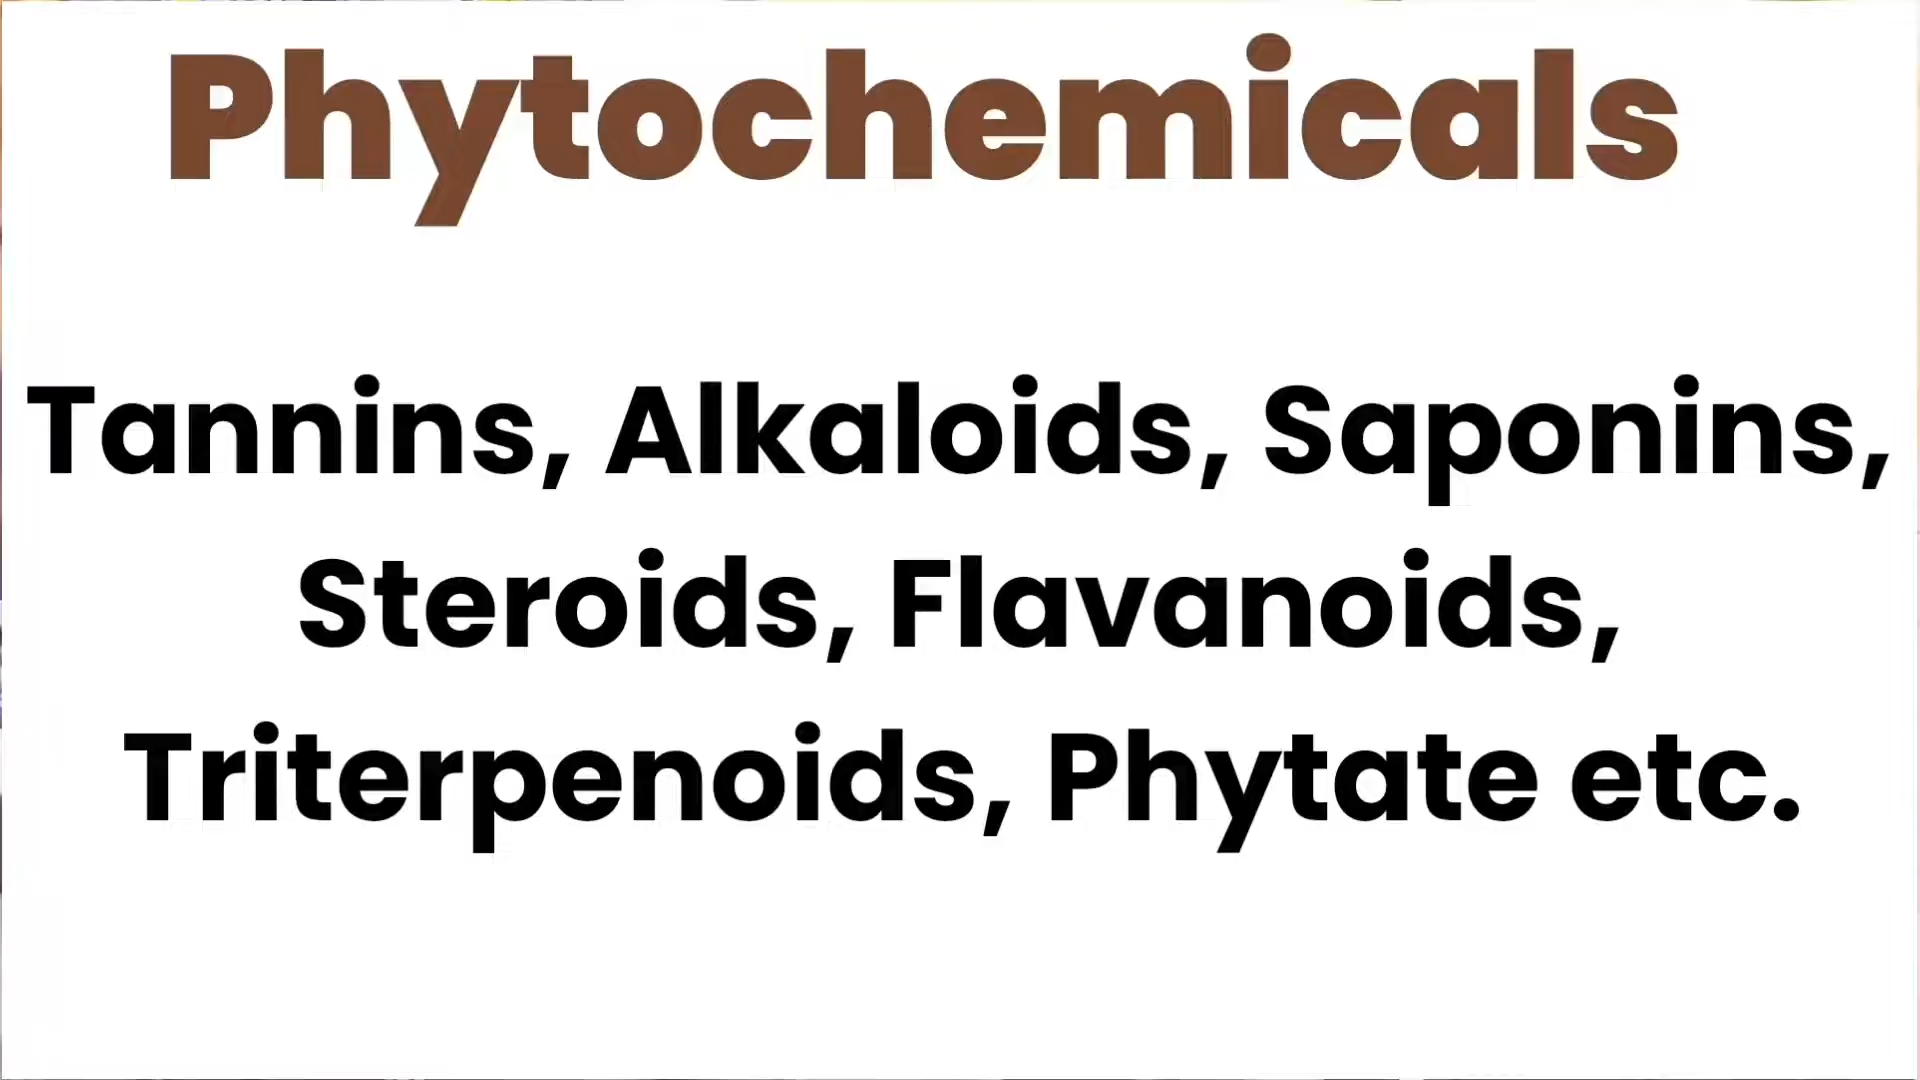 Phytochemicals
Tannins, Alkaloids, Saponins,
Steroids, Flavanoids,
Triterpenoids, Phytate etc.